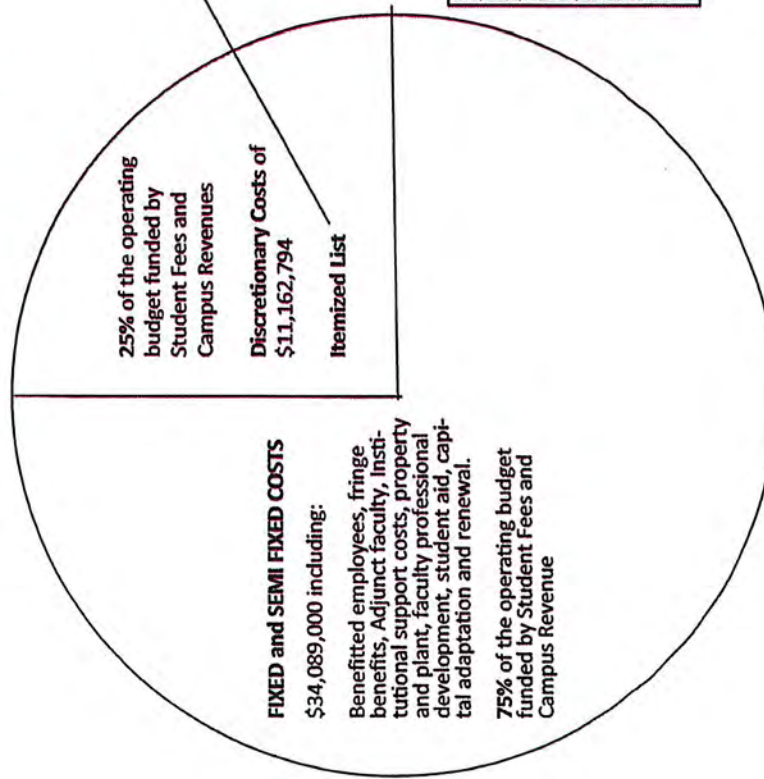 25% of the operating
budget funded by
Student Fees and
Campus Revenues
Discretionary Costs of
$11,162,794
Itemized List
FIXED and SEMI FIXED COSTS
$34,089,000 including:
Benefitted employees, fringe
benefits, Adjunct faculty, Insti-
tutional support costs, property
and plant, faculty professional
development, student aid, capi-
tal adaptation and renewal.
75% of the operating budget
funded by Student Fees and
Campus Revenue